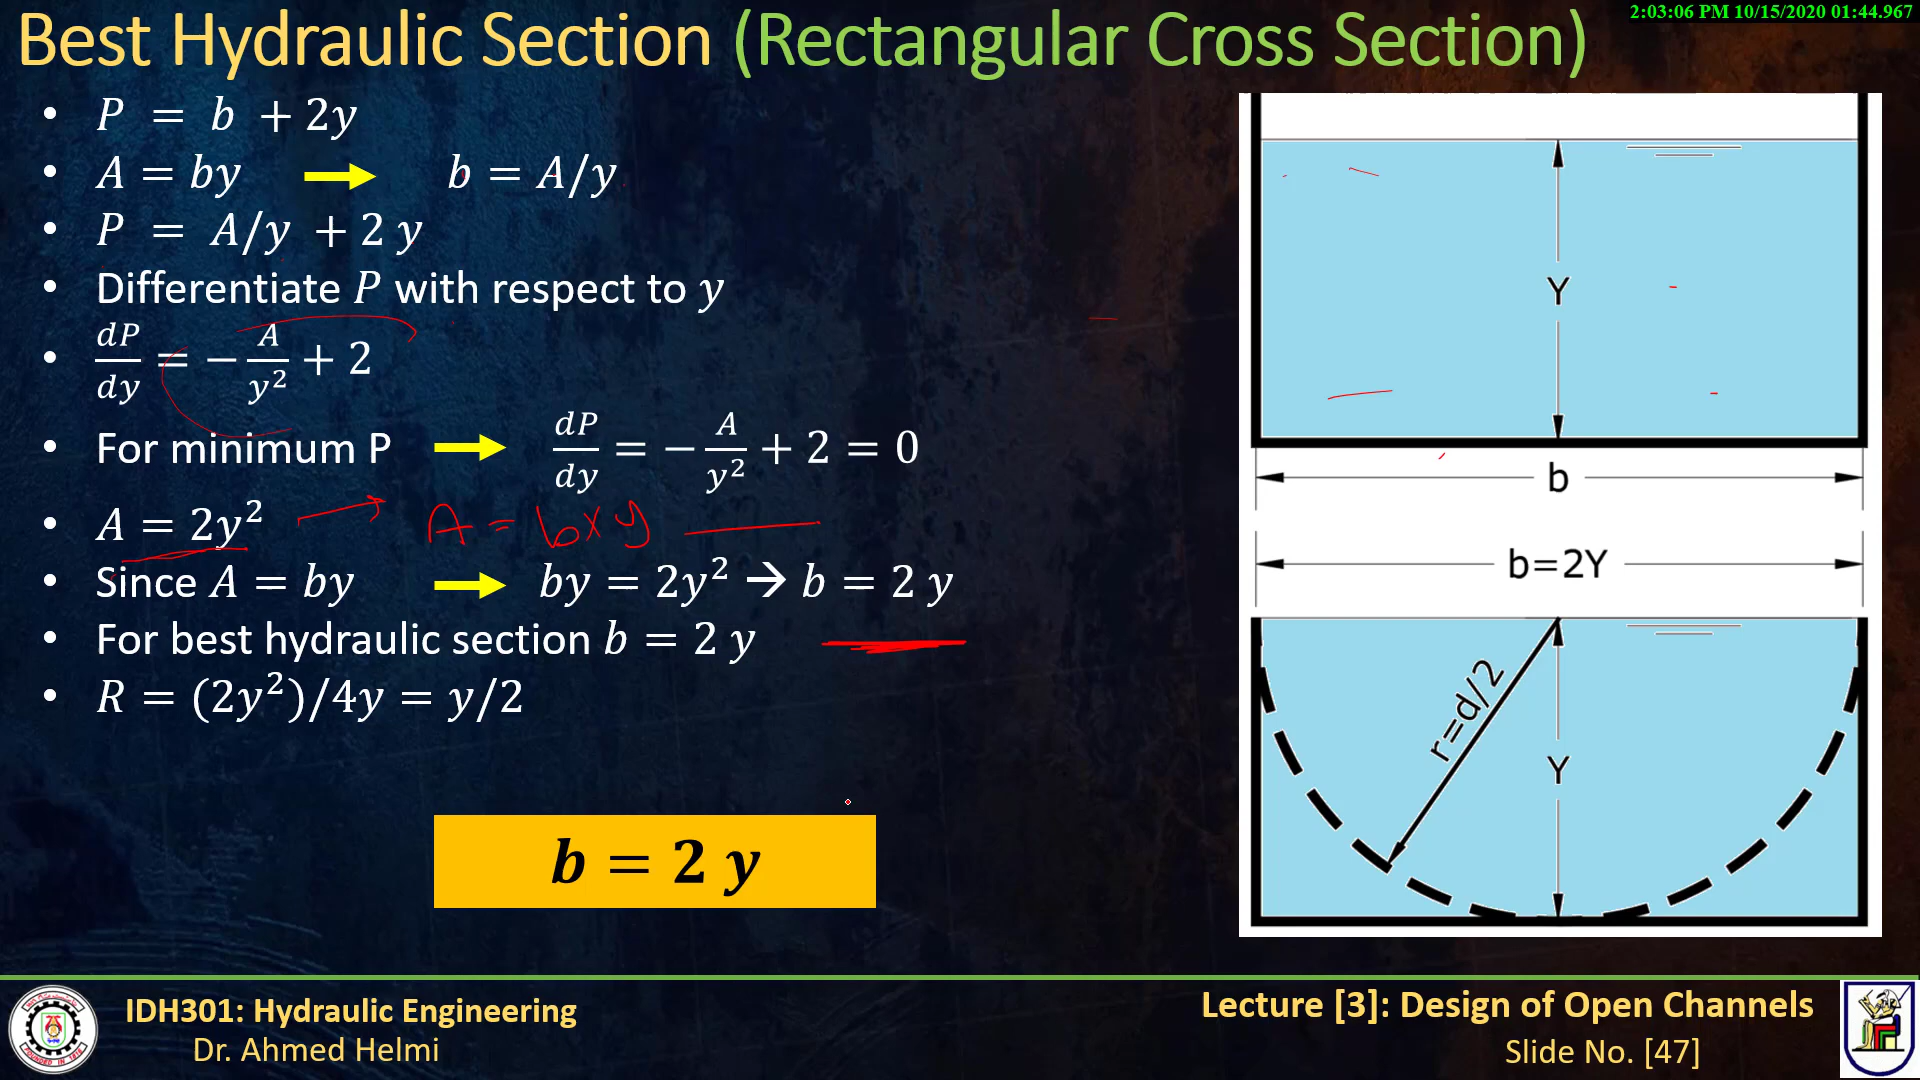 2:03:06 PM 10/15/2020 01:44.967
Best Hydraulic Section (Rectangular Cross Section)
• P = b + 2y
• A = by b = A/y
• P = A/y + 2 y
• Differentiate P with respect to y
• dP/dy = −A/y² + 2
• For minimum P dP/dy = −A/y² + 2 = 0
• A = 2y² → A = b x y
• Since A = by by = 2y² → b = 2 y
• For best hydraulic section b = 2 y
• R = (2y²)/4y = y/2
b = 2 y
Y
b
b=2Y
r=d/2
Y
IDH301: Hydraulic Engineering
Dr. Ahmed Helmi
Lecture [3]: Design of Open Channels
Slide No. [47]